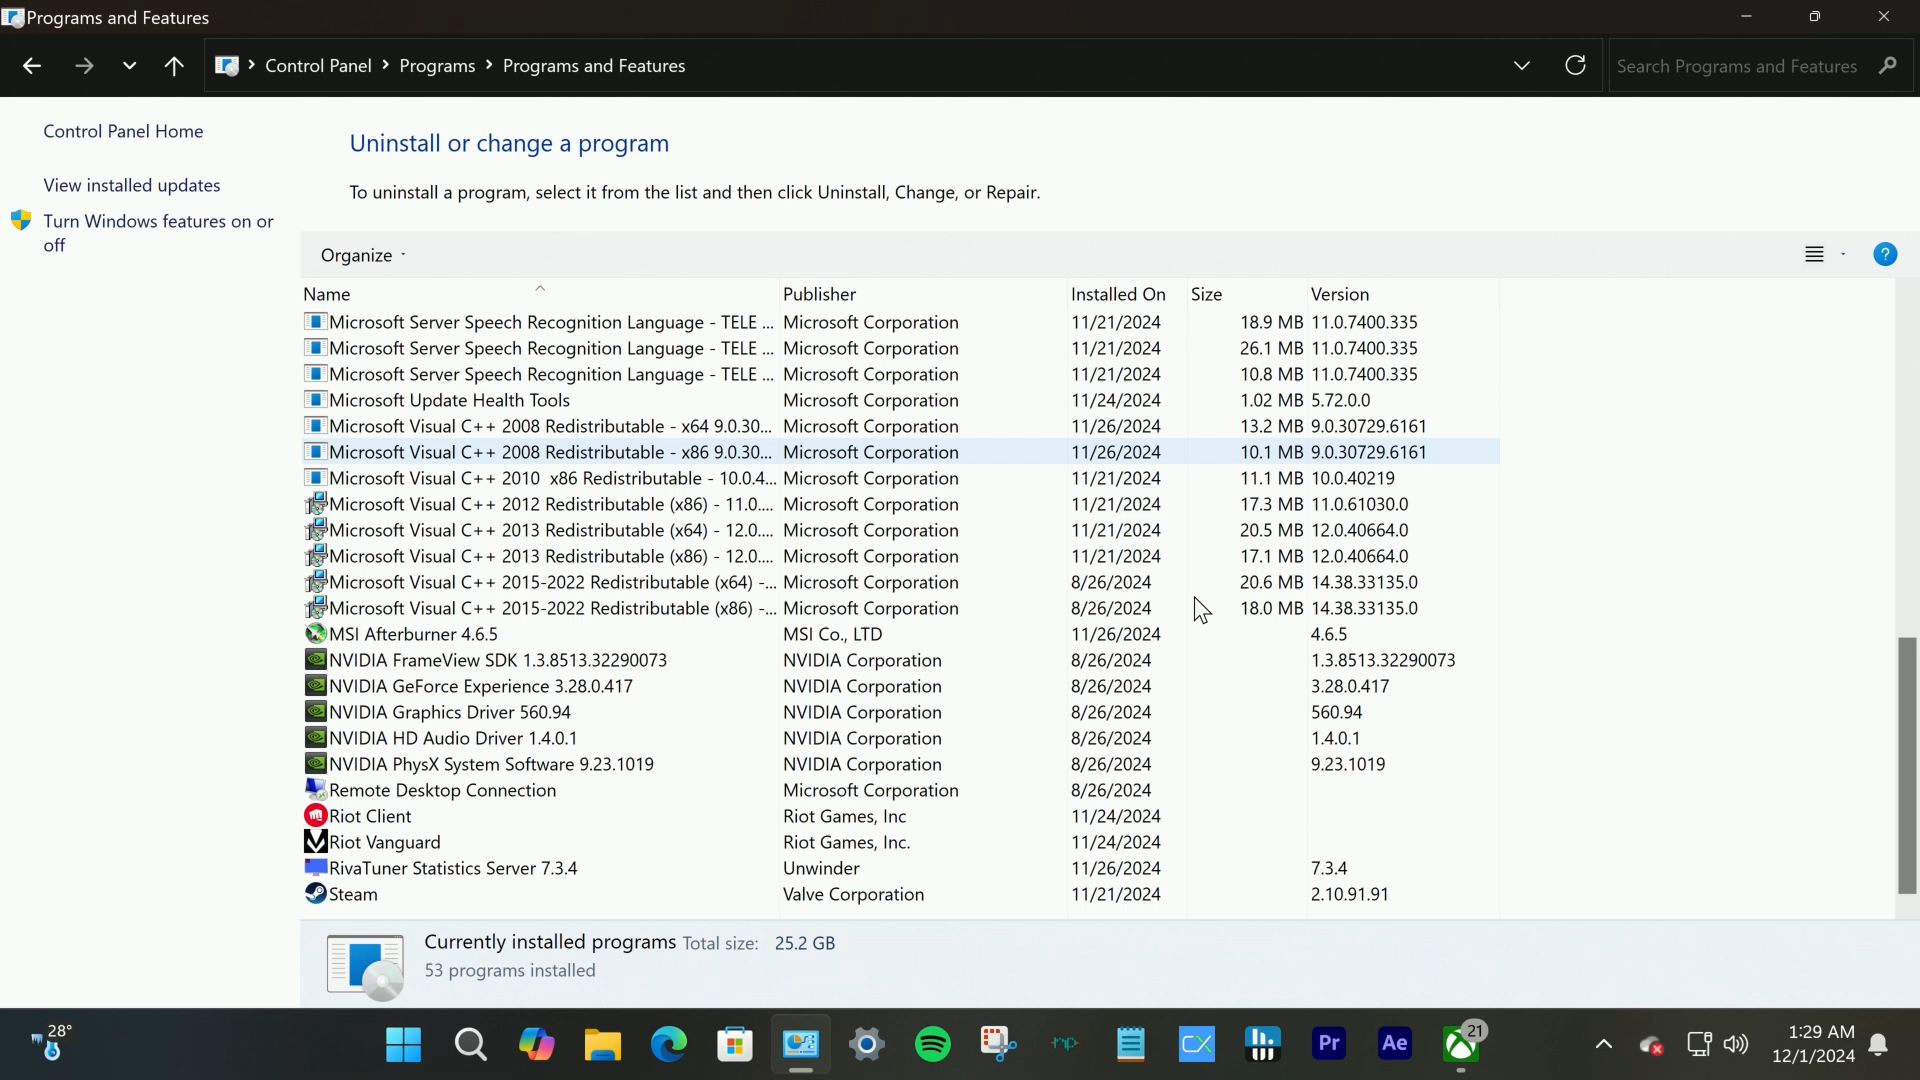 Programs and Features
Control Panel > Programs > Programs and Features
Search Programs and Features
Control Panel Home
View installed updates
Turn Windows features on or
off
Uninstall or change a program
To uninstall a program, select it from the list and then click Uninstall, Change, or Repair.
Organize
Name Publisher Installed On Size Version
Microsoft Server Speech Recognition Language - TELE ... Microsoft Corporation 11/21/2024 18.9 MB 11.0.7400.335
Microsoft Server Speech Recognition Language - TELE ... Microsoft Corporation 11/21/2024 26.1 MB 11.0.7400.335
Microsoft Server Speech Recognition Language - TELE ... Microsoft Corporation 11/21/2024 10.8 MB 11.0.7400.335
Microsoft Update Health Tools Microsoft Corporation 11/24/2024 1.02 MB 5.72.0.0
Microsoft Visual C++ 2008 Redistributable - x64 9.0.30... Microsoft Corporation 11/26/2024 13.2 MB 9.0.30729.6161
Microsoft Visual C++ 2008 Redistributable - x86 9.0.30... Microsoft Corporation 11/26/2024 10.1 MB 9.0.30729.6161
Microsoft Visual C++ 2010 x86 Redistributable - 10.0.4... Microsoft Corporation 11/21/2024 11.1 MB 10.0.40219
Microsoft Visual C++ 2012 Redistributable (x86) - 11.0.... Microsoft Corporation 11/21/2024 17.3 MB 11.0.61030.0
Microsoft Visual C++ 2013 Redistributable (x64) - 12.0.... Microsoft Corporation 11/21/2024 20.5 MB 12.0.40664.0
Microsoft Visual C++ 2013 Redistributable (x86) - 12.0.... Microsoft Corporation 11/21/2024 17.1 MB 12.0.40664.0
Microsoft Visual C++ 2015-2022 Redistributable (x64) -... Microsoft Corporation 8/26/2024 20.6 MB 14.38.33135.0
Microsoft Visual C++ 2015-2022 Redistributable (x86) -... Microsoft Corporation 8/26/2024 18.0 MB 14.38.33135.0
MSI Afterburner 4.6.5 MSI Co., LTD 11/26/2024 4.6.5
NVIDIA FrameView SDK 1.3.8513.32290073 NVIDIA Corporation 8/26/2024 1.3.8513.32290073
NVIDIA GeForce Experience 3.28.0.417 NVIDIA Corporation 8/26/2024 3.28.0.417
NVIDIA Graphics Driver 560.94 NVIDIA Corporation 8/26/2024 560.94
NVIDIA HD Audio Driver 1.4.0.1 NVIDIA Corporation 8/26/2024 1.4.0.1
NVIDIA PhysX System Software 9.23.1019 NVIDIA Corporation 8/26/2024 9.23.1019
Remote Desktop Connection Microsoft Corporation 8/26/2024
Riot Client Riot Games, Inc 11/24/2024
Riot Vanguard Riot Games, Inc. 11/24/2024
RivaTuner Statistics Server 7.3.4 Unwinder 11/26/2024 7.3.4
Steam Valve Corporation 11/21/2024 2.10.91.91
Currently installed programs Total size: 25.2 GB
53 programs installed
28° hp CX Pr Ae 21 1:29 AM
12/1/2024